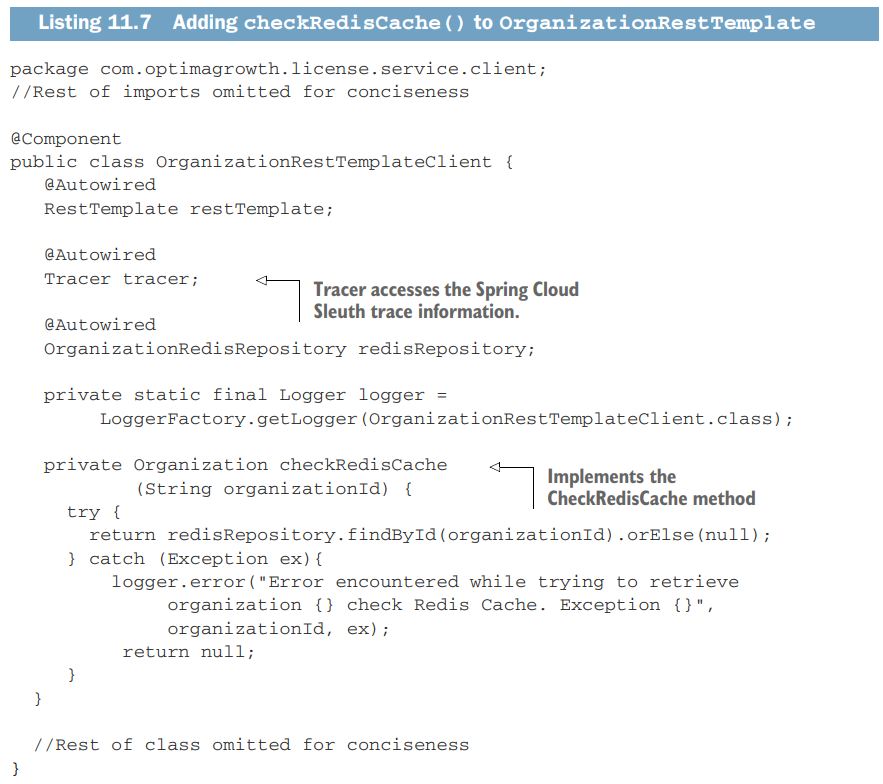 Listing 11.7 Adding checkRedisCache() to OrganizationRestTemplate
package com.optimagrowth.license.service.client;
//Rest of imports omitted for conciseness
@Component
public class OrganizationRestTemplateClient {
@Autowired
RestTemplate restTemplate;
@Autowired
Tracer tracer;
Tracer accesses the Spring Cloud
Sleuth trace information.
@Autowired
OrganizationRedisRepository redisRepository;
private static final Logger logger =
LoggerFactory.getLogger(OrganizationRestTemplateClient.class);
private Organization checkRedisCache
Implements the
CheckRedisCache method
(String organizationId) {
try {
return redisRepository.findById(organizationId).orElse(null);
} catch (Exception ex){
logger.error("Error encountered while trying to retrieve
organization {} check Redis Cache. Exception {}",
organizationId, ex);
return null;
}
}
//Rest of class omitted for conciseness
}